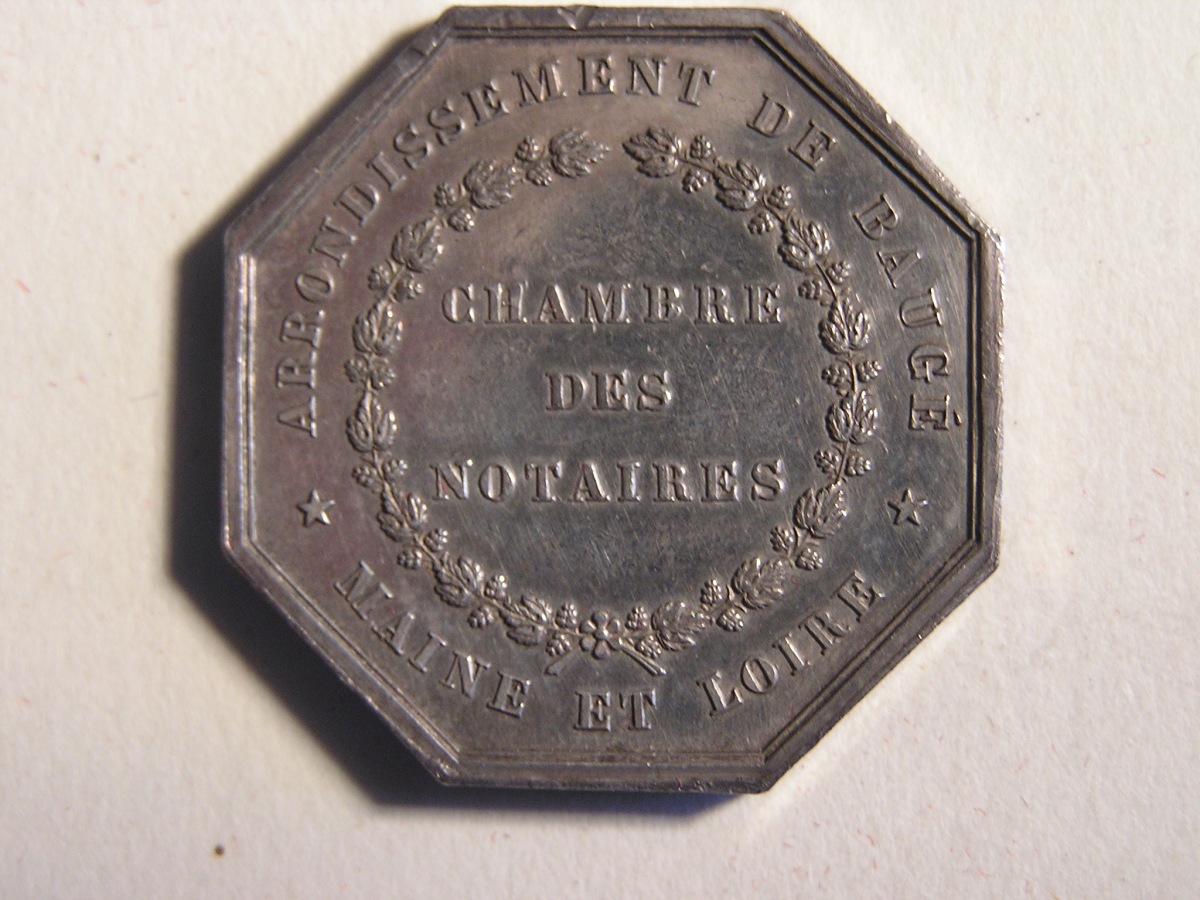 ARRONDISSEMENT DE BAUGÉ
CHAMBRE
DES
NOTAIRES
MAINE ET LOIRE